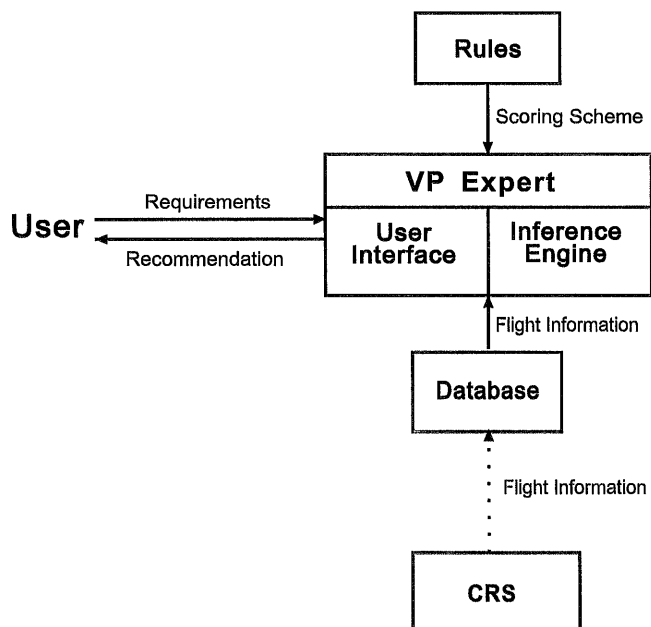 Rules
Scoring Scheme
VP Expert
User
Requirements
Recommendation
User
Interface
Inference
Engine
Flight Information
Database
Flight Information
CRS